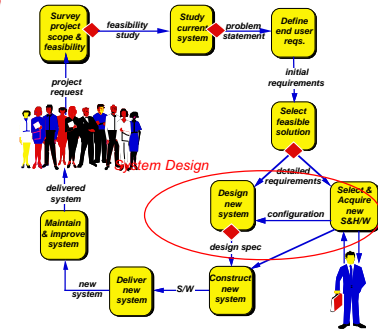 Survey
project
scope &
feasibility
feasibility
study
Study
current
system
problem
statement
Define
end user
reqs.
project
request
initial
requirements
Select
feasible
solution
System Design
detailed
requirements
delivered
system
Design
new
system
configuration
Select &
Acquire
new
S&H/W
Maintain
& improve
system
design spec
new
system
Deliver
new
system
S/W
Construct
new
system